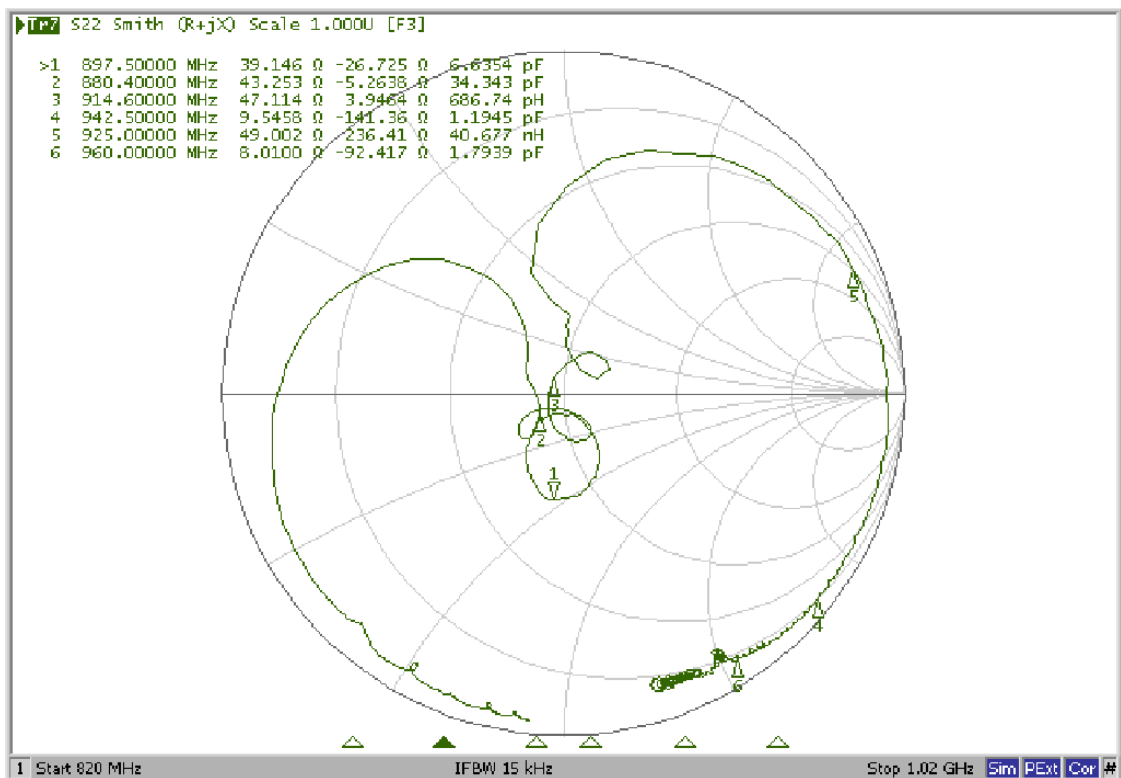 Tr7 S22 Smith (R+jX) Scale 1.000U [F3]
>1 897.50000 MHz 39.146 Ω -26.725 Ω 6.6354 pF
2 880.40000 MHz 43.253 Ω -5.2638 Ω 34.343 pF
3 914.60000 MHz 47.114 Ω 3.9464 Ω 686.74 pH
4 942.50000 MHz 9.5458 Ω -141.36 Ω 1.1945 pF
5 925.00000 MHz 49.002 Ω 236.41 Ω 40.677 nH
6 960.00000 MHz 8.0100 Ω -92.417 Ω 1.7939 pF
5
3
2
1
4
6
1 Start 820 MHz IFBW 15 kHz Stop 1.02 GHz Sim PExt Cor #